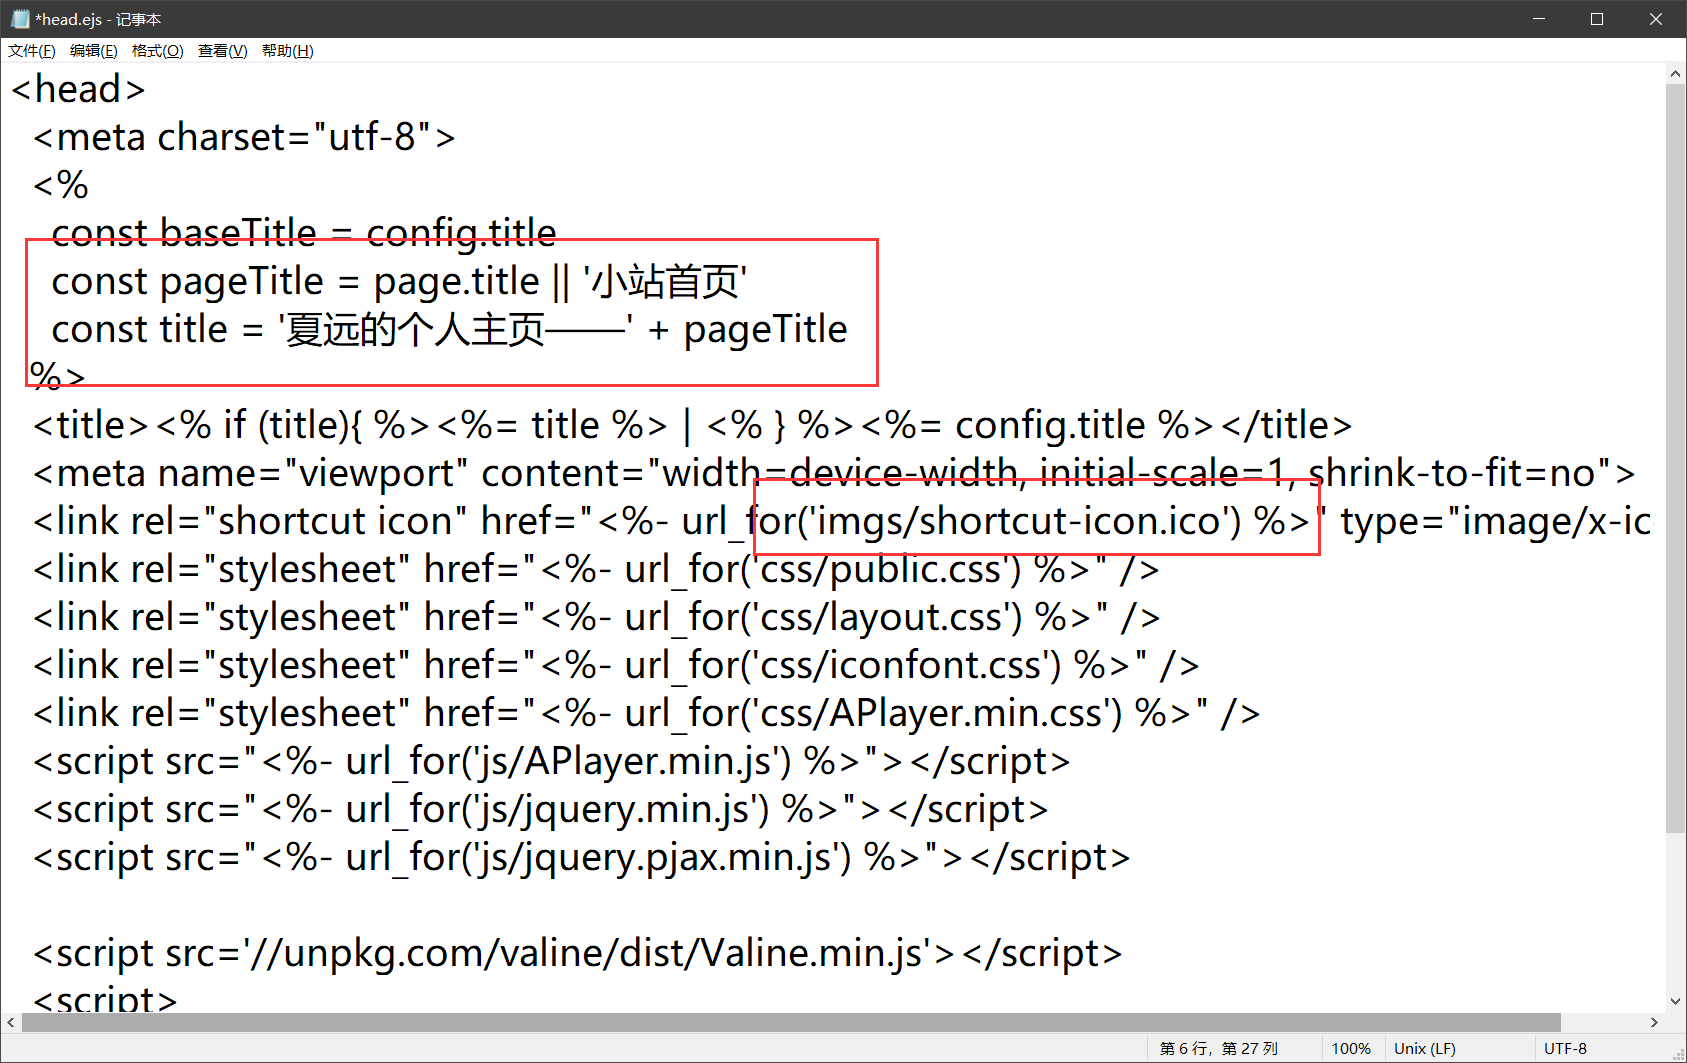 *head.ejs - 记事本
文件(F) 编辑(E) 格式(O) 查看(V) 帮助(H)
<head>
  <meta charset="utf-8">
  <%
    const baseTitle = config.title
    const pageTitle = page.title || '小站首页'
    const title = '夏远的个人主页——' + pageTitle
  %>
  <title><% if (title){ %><%= title %> | <% } %><%= config.title %></title>
  <meta name="viewport" content="width=device-width, initial-scale=1, shrink-to-fit=no">
  <link rel="shortcut icon" href="<%- url_for('imgs/shortcut-icon.ico') %>" type="image/x-ic
  <link rel="stylesheet" href="<%- url_for('css/public.css') %>" />
  <link rel="stylesheet" href="<%- url_for('css/layout.css') %>" />
  <link rel="stylesheet" href="<%- url_for('css/iconfont.css') %>" />
  <link rel="stylesheet" href="<%- url_for('css/APlayer.min.css') %>" />
  <script src="<%- url_for('js/APlayer.min.js') %>"></script>
  <script src="<%- url_for('js/jquery.min.js') %>"></script>
  <script src="<%- url_for('js/jquery.pjax.min.js') %>"></script>
  <script src='//unpkg.com/valine/dist/Valine.min.js'></script>
  <script>
第 6 行，第 27 列 100% Unix (LF) UTF-8